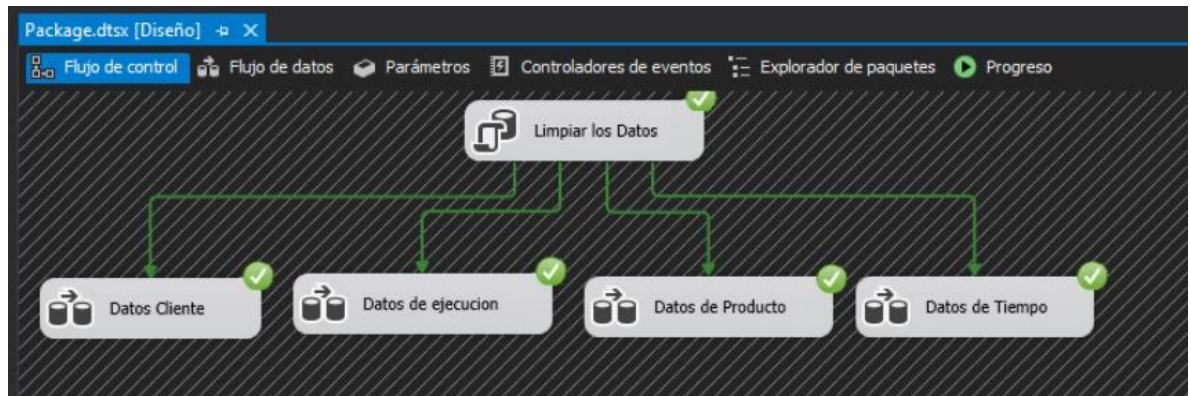 Package.dtsx [Diseño]
Flujo de control Flujo de datos Parámetros Controladores de eventos Explorador de paquetes Progreso
Limpiar los Datos
Datos Cliente Datos de ejecucion Datos de Producto Datos de Tiempo